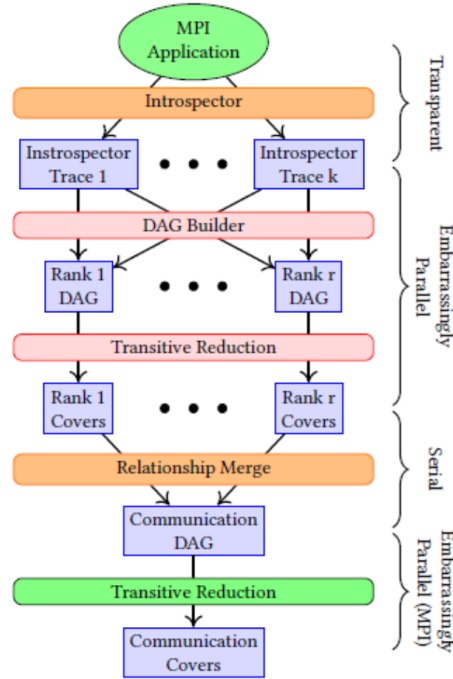 MPI
Application
Introspector
Instrospector
Trace 1
Introspector
Trace k
DAG Builder
Rank 1
DAG
Rank r
DAG
Transitive Reduction
Rank 1
Covers
Rank r
Covers
Relationship Merge
Communication
DAG
Transitive Reduction
Communication
Covers
Transparent
Embarrassingly
Parallel
Serial
Embarrassingly
Parallel (MPI)